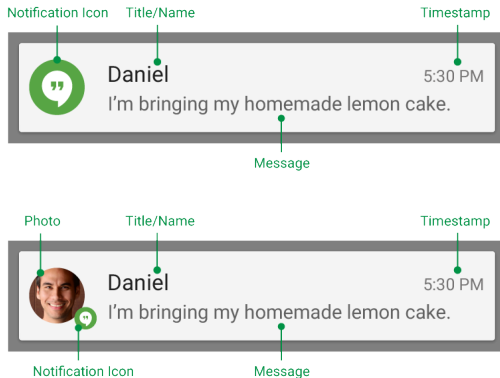 Notification Icon Title/Name Timestamp
Daniel 5:30 PM
I'm bringing my homemade lemon cake.
Message
Photo Title/Name Timestamp
Daniel 5:30 PM
I'm bringing my homemade lemon cake.
Notification Icon Message